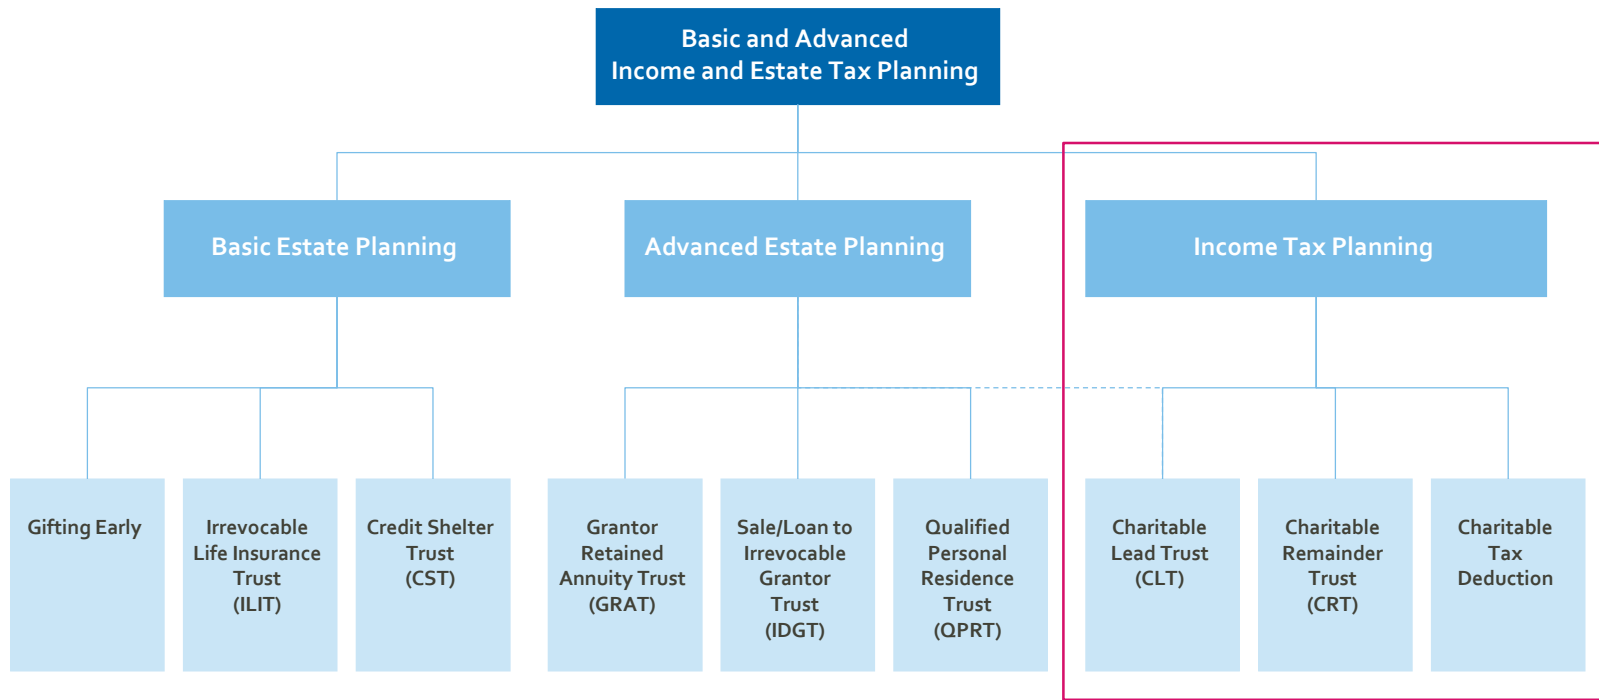 Basic and Advanced
Income and Estate Tax Planning
Basic Estate Planning
Advanced Estate Planning
Income Tax Planning
Gifting Early
Irrevocable
Life Insurance
Trust
(ILIT)
Credit Shelter
Trust
(CST)
Grantor
Retained
Annuity Trust
(GRAT)
Sale/Loan to
Irrevocable
Grantor
Trust
(IDGT)
Qualified
Personal
Residence
Trust
(QPRT)
Charitable
Lead Trust
(CLT)
Charitable
Remainder
Trust
(CRT)
Charitable
Tax
Deduction